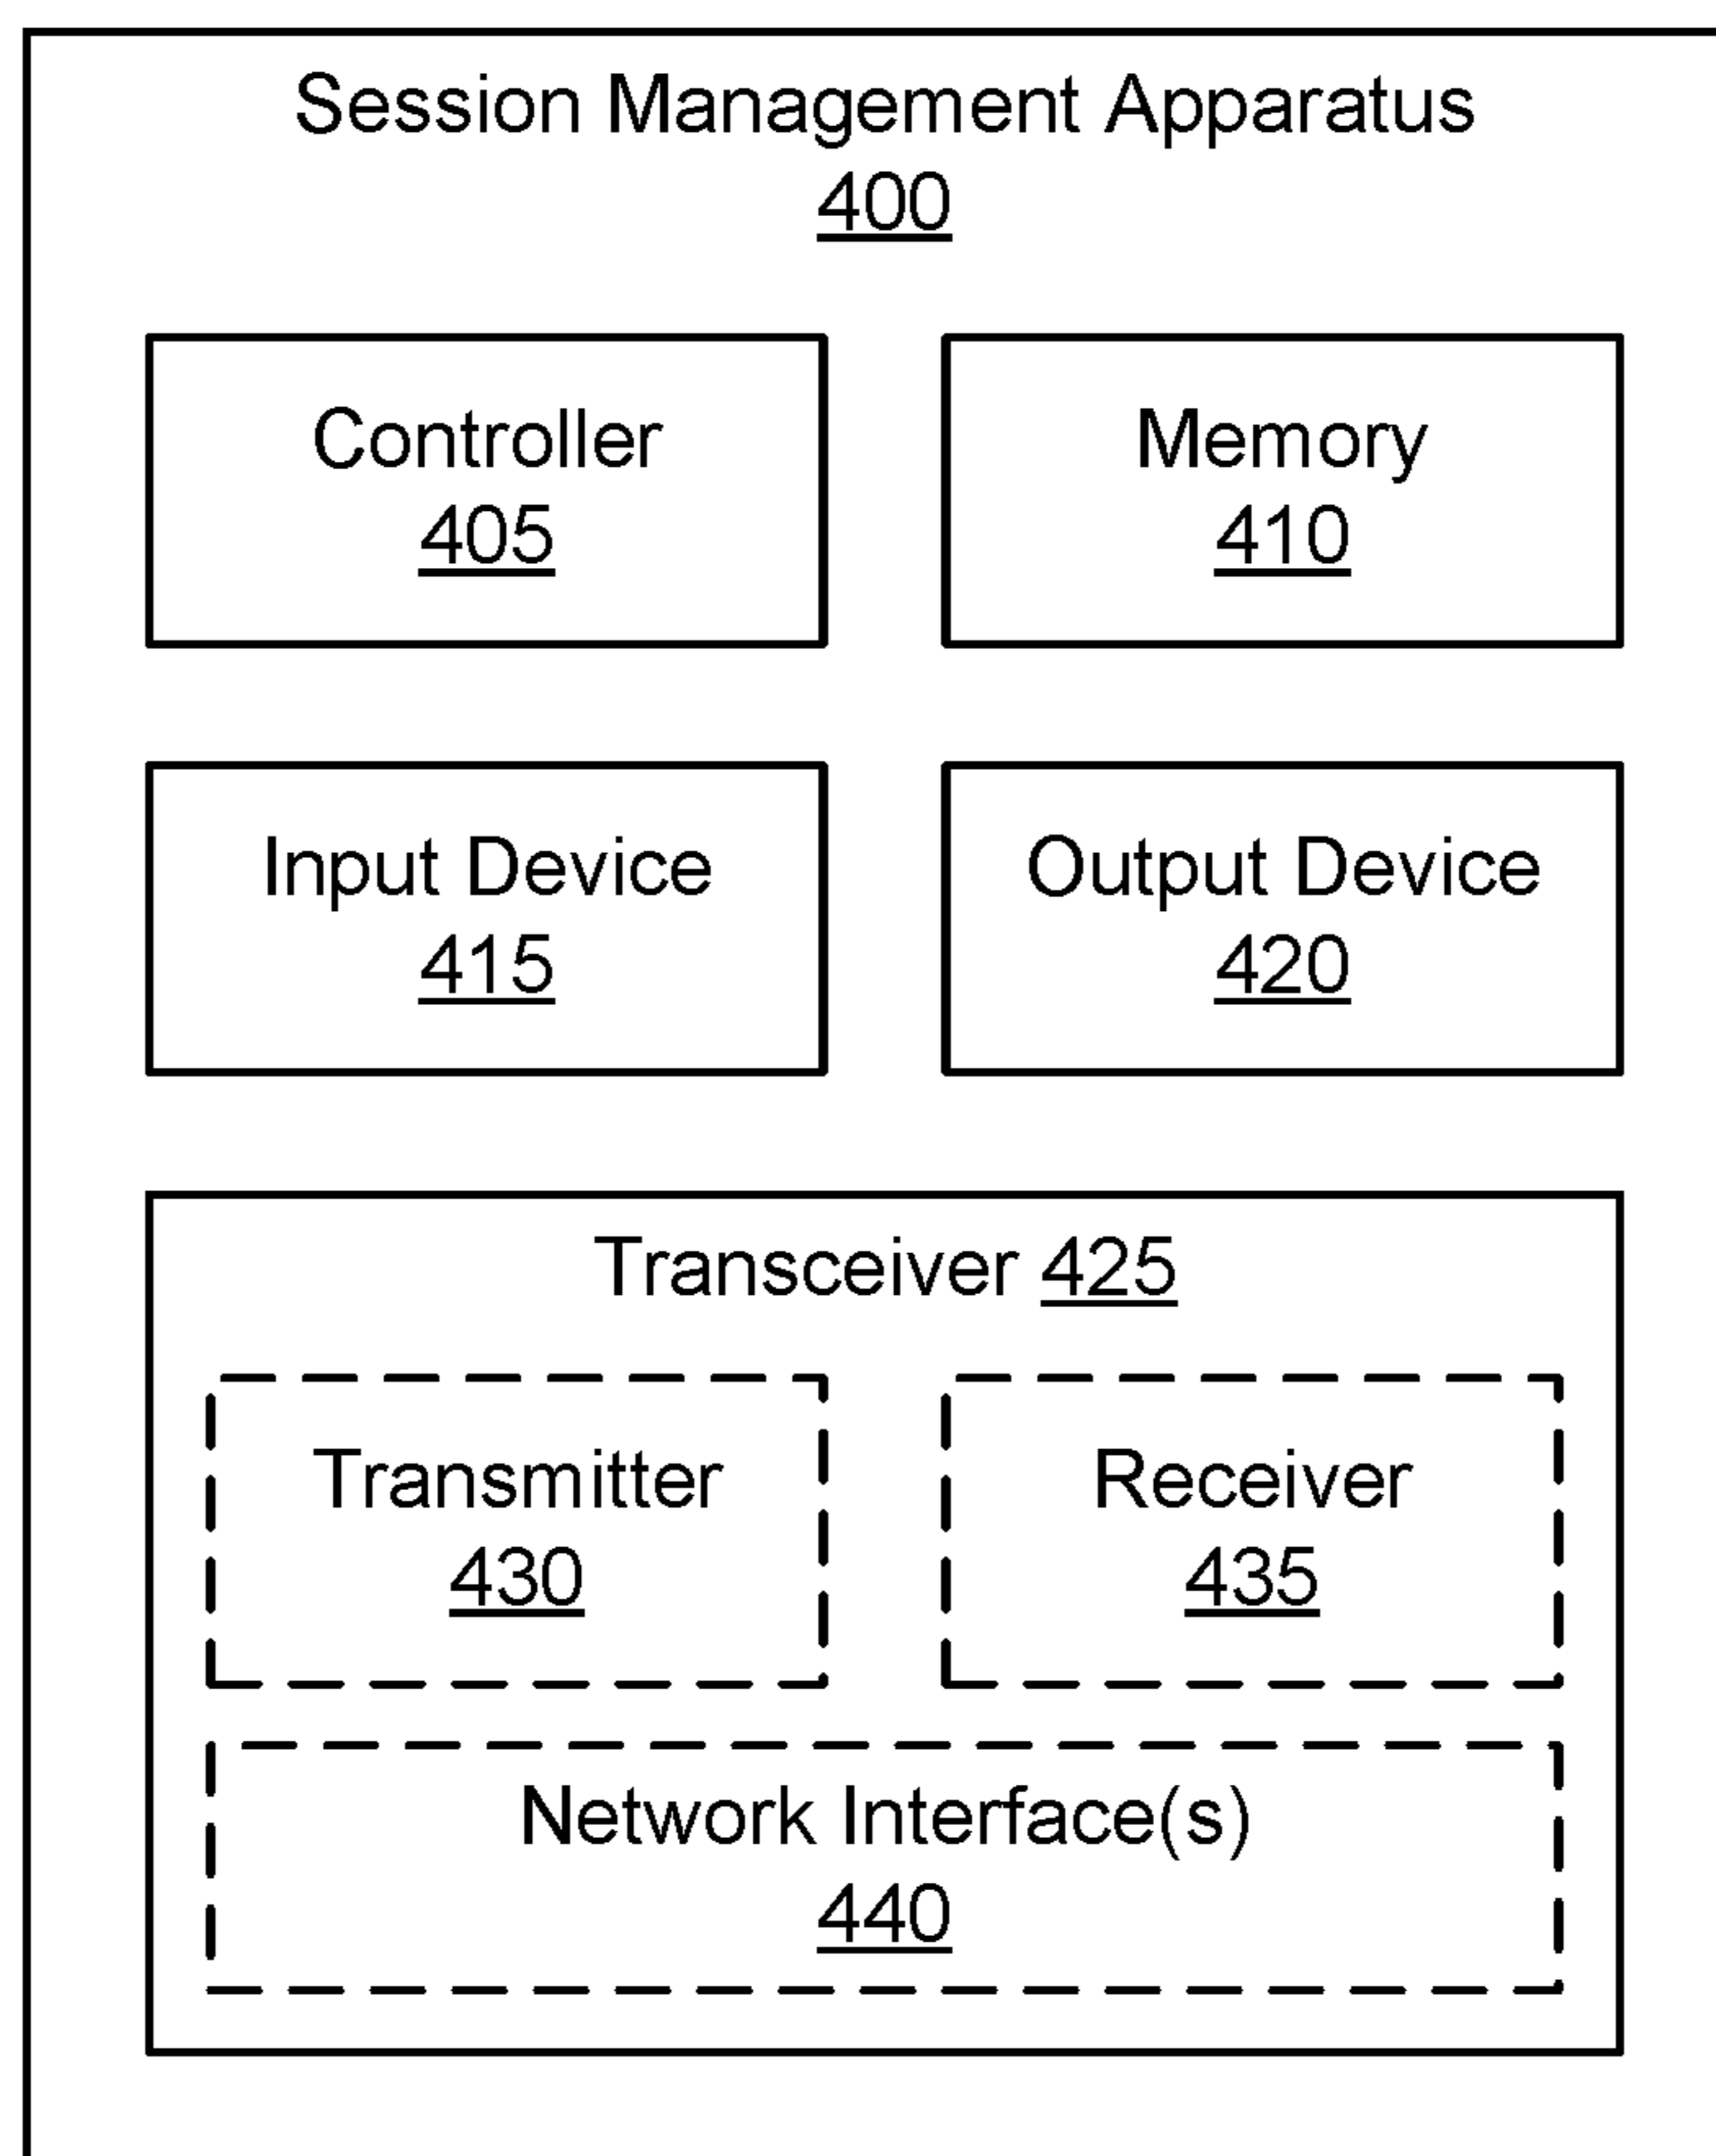 Session Management Apparatus
400
Controller
405
Memory
410
Input Device
415
Output Device
420
Transceiver 425
Transmitter
430
Receiver
435
Network Interface(s)
440